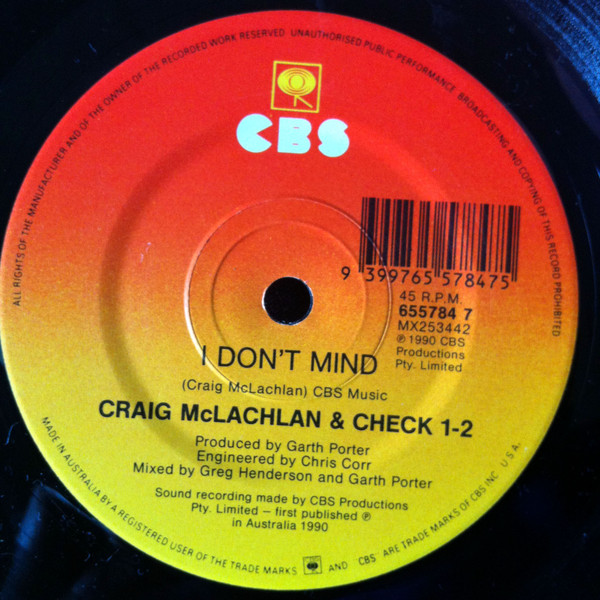 ALL RIGHTS OF THE MANUFACTURER AND OF THE OWNER OF THE RECORDED WORK RESERVED UNAUTHORISED PUBLIC PERFORMANCE BROADCASTING AND COPYING OF THIS RECORD PROHIBITED
CBS
9 399765 578475
45 R.P.M.
655784 7
MX253442
℗ 1990 CBS
Productions
Pty. Limited
I DON'T MIND
(Craig McLachlan) CBS Music
CRAIG McLACHLAN & CHECK 1-2
Produced by Garth Porter
Engineered by Chris Corr
Mixed by Greg Henderson and Garth Porter
Sound recording made by CBS Productions
Pty. Limited – first published ℗
in Australia 1990
MADE IN AUSTRALIA BY A REGISTERED USER OF THE TRADE MARKS AND CBS ARE TRADE MARKS OF CBS INC. U.S.A.